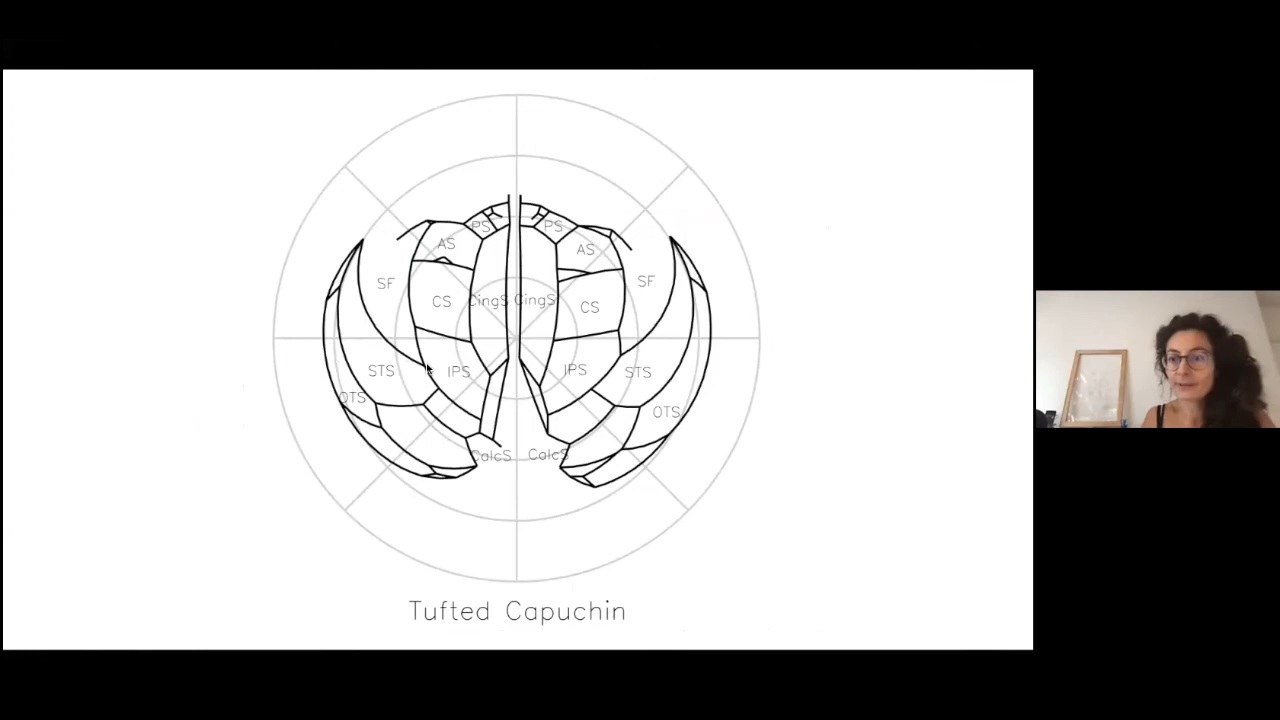 PS PS
AS AS
SF SF
CingS CingS
CS CS
STS IPS IPS STS
OTS OTS
CalcS CalcS
Tufted Capuchin